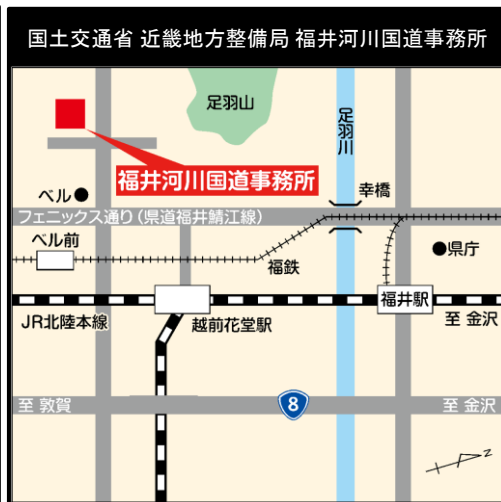 国土交通省 近畿地方整備局 福井河川国道事務所
足羽山
足羽川
福井河川国道事務所
ベル
幸橋
フェニックス通り(県道福井鯖江線)
ベル前
福鉄
県庁
福井駅
JR北陸本線
越前花堂駅
至 金沢
至 敦賀
8
至 金沢
N